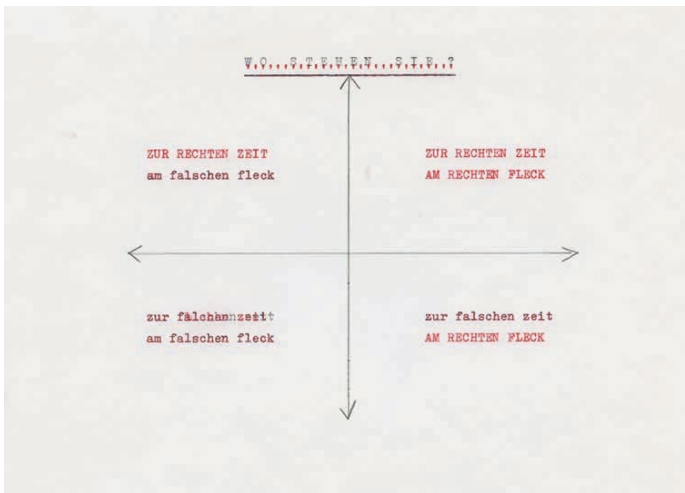 WO STEHEN SIE?
ZUR RECHTEN ZEIT
am falschen fleck
ZUR RECHTEN ZEIT
AM RECHTEN FLECK
zur zeit
am falschen fleck
zur falschen zeit
AM RECHTEN FLECK